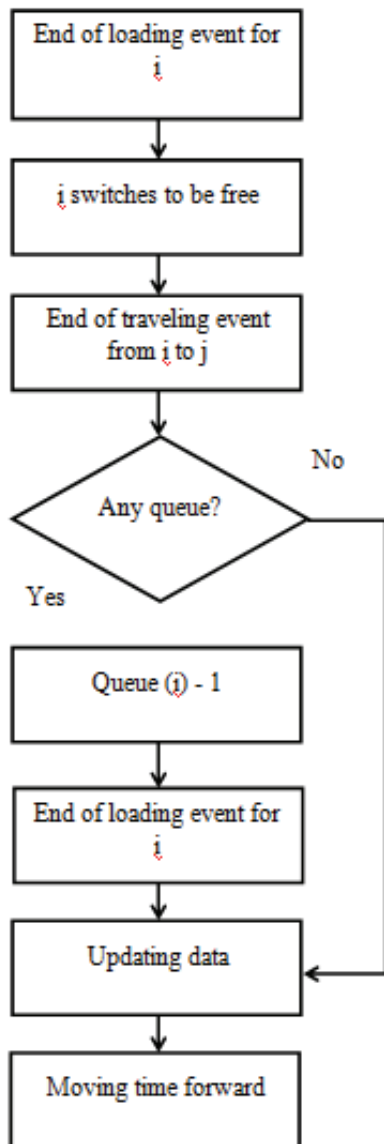 End of loading event for
i
i switches to be free
End of traveling event
from i to j
No
Any queue?
Yes
Queue (i) - 1
End of loading event for
i
Updating data
Moving time forward